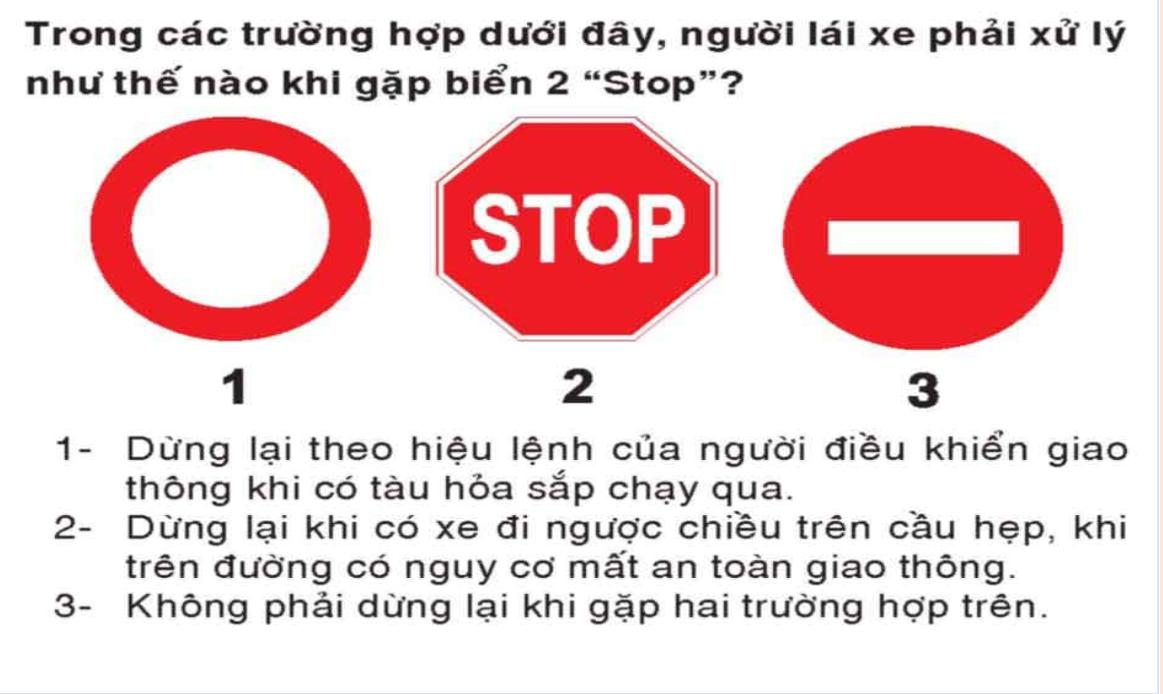 Trong các trường hợp dưới đây, người lái xe phải xử lý
như thế nào khi gặp biển 2 “Stop”?
STOP
1 2 3
1- Dừng lại theo hiệu lệnh của người điều khiển giao
thông khi có tàu hỏa sắp chạy qua.
2- Dừng lại khi có xe đi ngược chiều trên cầu hẹp, khi
trên đường có nguy cơ mất an toàn giao thông.
3- Không phải dừng lại khi gặp hai trường hợp trên.